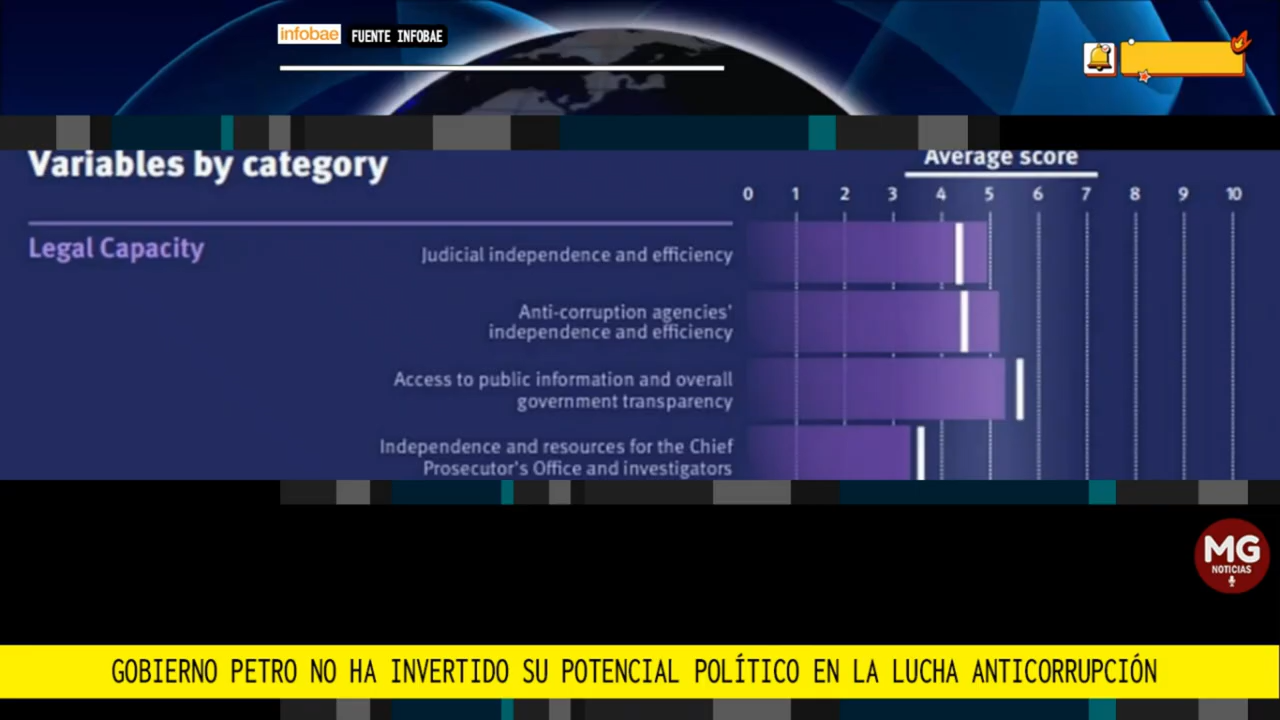 infobae FUENTE INFOBAE
Variables by category
Average score
0 1 2 3 4 5 6 7 8 9 10
Legal Capacity
Judicial independence and efficiency
Anti-corruption agencies'
independence and efficiency
Access to public information and overall
government transparency
Independence and resources for the Chief
Prosecutor's Office and investigators
MG
NOTICIAS
GOBIERNO PETRO NO HA INVERTIDO SU POTENCIAL POLÍTICO EN LA LUCHA ANTICORRUPCIÓN